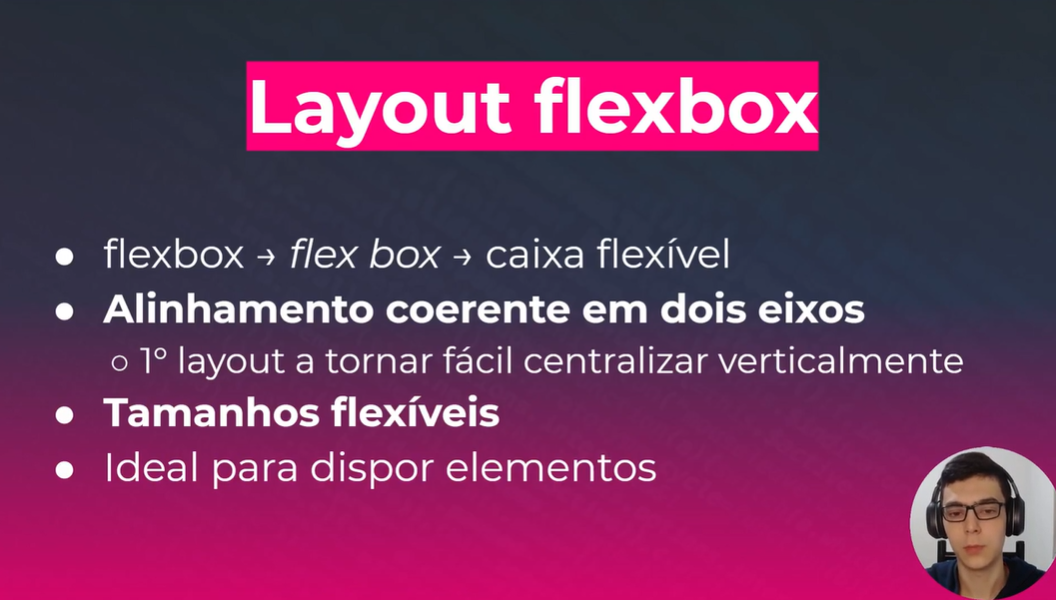 Layout flexbox
● flexbox → flex box → caixa flexível
● Alinhamento coerente em dois eixos
○ 1º layout a tornar fácil centralizar verticalmente
● Tamanhos flexíveis
● Ideal para dispor elementos